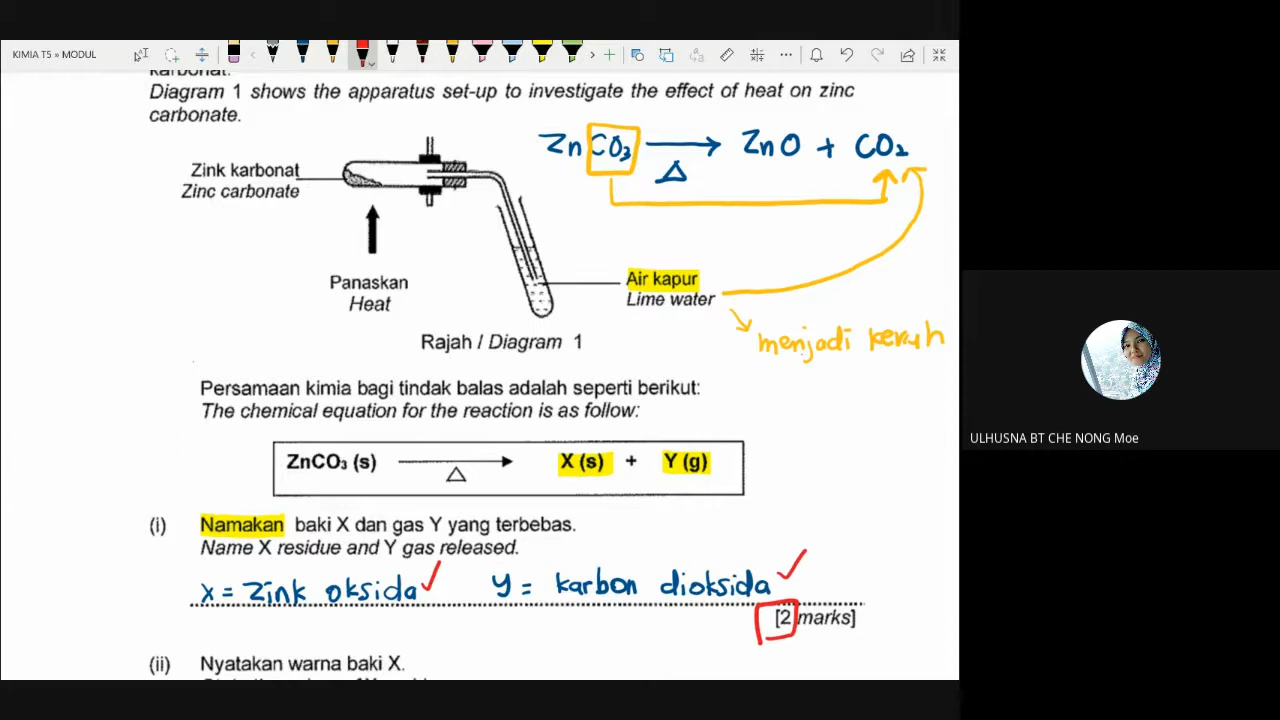 KIMIA T5 » MODUL
karbonat.
Diagram 1 shows the apparatus set-up to investigate the effect of heat on zinc
carbonate.
ZnCO₃ → ZnO + CO₂
Δ
Zink karbonat
Zinc carbonate
Panaskan
Heat
Air kapur
Lime water
menjadi keruh
Rajah / Diagram 1
Persamaan kimia bagi tindak balas adalah seperti berikut:
The chemical equation for the reaction is as follow:
ZnCO₃ (s) → X (s) + Y (g)
Δ
(i) Namakan baki X dan gas Y yang terbebas.
Name X residue and Y gas released.
X = Zink oksida Y = karbon dioksida
[2 marks]
(ii) Nyatakan warna baki X.
ULHUSNA BT CHE NONG Moe